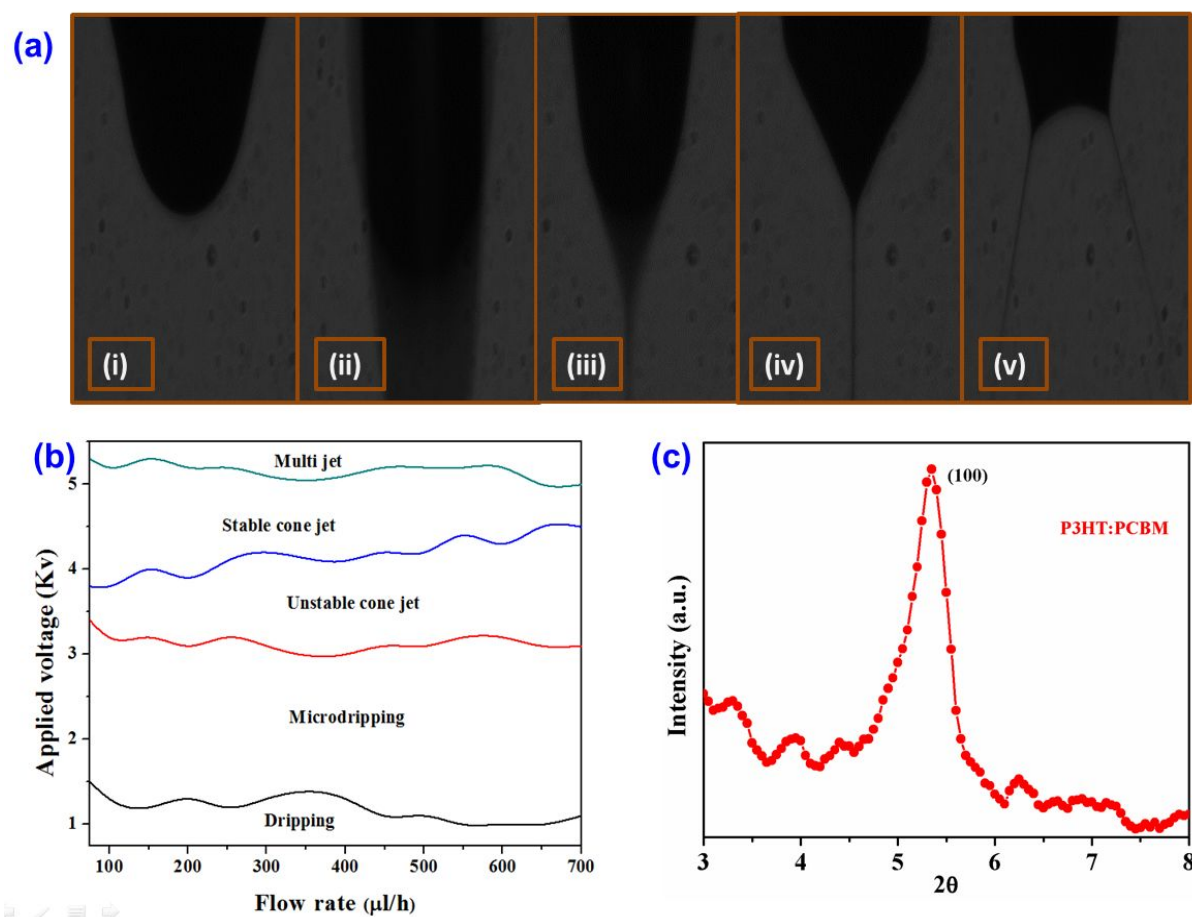 (a)
(i) (ii) (iii) (iv) (v)
(b)
Multi jet
Stable cone jet
Unstable cone jet
Microdripping
Dripping
Applied voltage (Kv)
5
4
3
2
1
100 200 300 400 500 600 700
Flow rate (µl/h)
(c)
(100)
P3HT:PCBM
Intensity (a.u.)
3 4 5 6 7 8
2θ